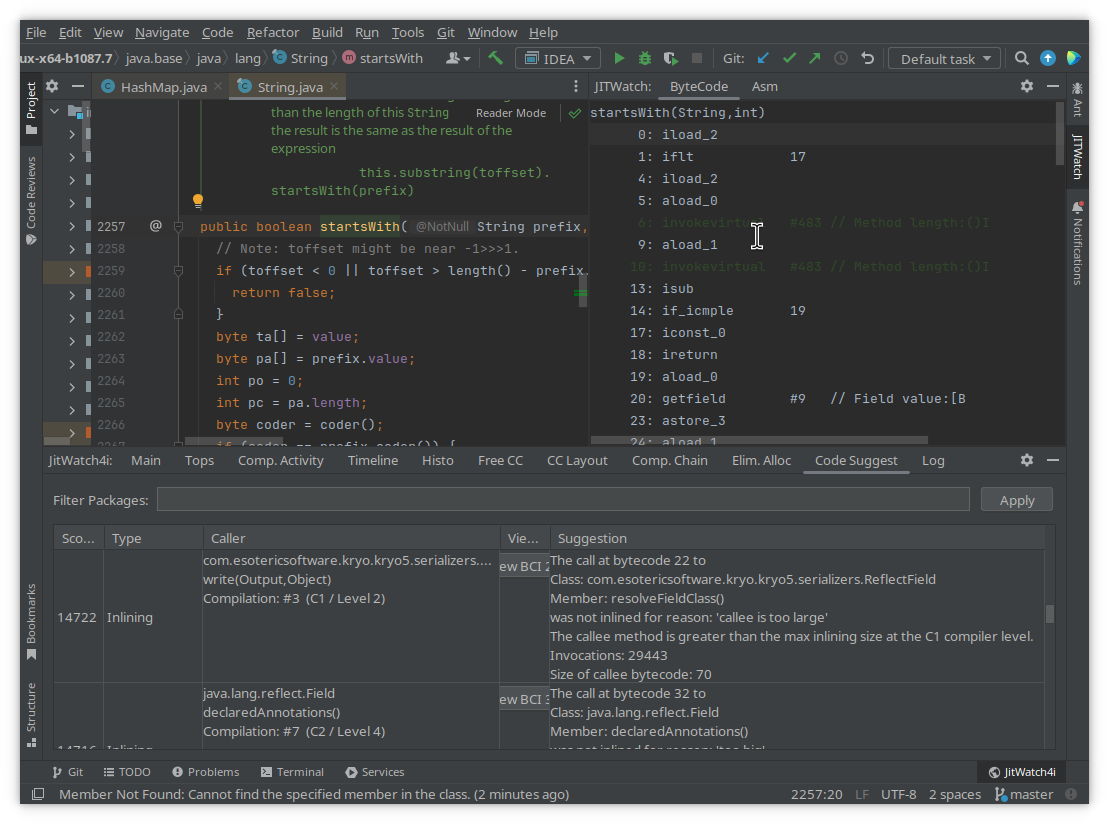 File Edit View Navigate Code Refactor Build Run Tools Git Window Help
ux-x64-b1087.7 java.base java lang String startsWith IDEA Git: Default task
Project
Code Reviews
Bookmarks
Structure
HashMap.java String.java
than the length of this String
Reader Mode
the result is the same as the result of the
expression
this.substring(toffset).
startsWith(prefix)
2257 @ public boolean startsWith( @NotNull String prefix,
2258 // Note: toffset might be near -1>>>1.
2259 if (toffset < 0 || toffset > length() - prefix.
2260 return false;
2261 }
2262 byte ta[] = value;
2263 byte pa[] = prefix.value;
2264 int po = 0;
2265 int pc = pa.length;
2266 byte coder = coder();
2267 if (coder == prefix.coder()) {
JITWatch: ByteCode Asm
startsWith(String,int)
0: iload_2
1: iflt 17
4: iload_2
5: aload_0
6: invokevirtual #483 // Method length:()I
9: aload_1
10: invokevirtual #483 // Method length:()I
13: isub
14: if_icmple 19
17: iconst_0
18: ireturn
19: aload_0
20: getfield #9 // Field value:[B
23: astore_3
24: aload_1
Ant
JITWatch
Notifications
JitWatch4i: Main Tops Comp. Activity Timeline Histo Free CC CC Layout Comp. Chain Elim. Alloc Code Suggest Log
Filter Packages: Apply
Sco... Type Caller Vie... Suggestion
14722 Inlining
com.esotericsoftware.kryo.kryo5.serializers....
write(Output,Object)
Compilation: #3 (C1 / Level 2)
ew BCI 2
The call at bytecode 22 to
Class: com.esotericsoftware.kryo.kryo5.serializers.ReflectField
Member: resolveFieldClass()
was not inlined for reason: 'callee is too large'
The callee method is greater than the max inlining size at the C1 compiler level.
Invocations: 29443
Size of callee bytecode: 70
14716 Inlining
java.lang.reflect.Field
declaredAnnotations()
Compilation: #7 (C2 / Level 4)
ew BCI 3
The call at bytecode 32 to
Class: java.lang.reflect.Field
Member: declaredAnnotations()
was not inlined for reason: 'too big'
Git TODO Problems Terminal Services JitWatch4i
Member Not Found: Cannot find the specified member in the class. (2 minutes ago) 2257:20 LF UTF-8 2 spaces master